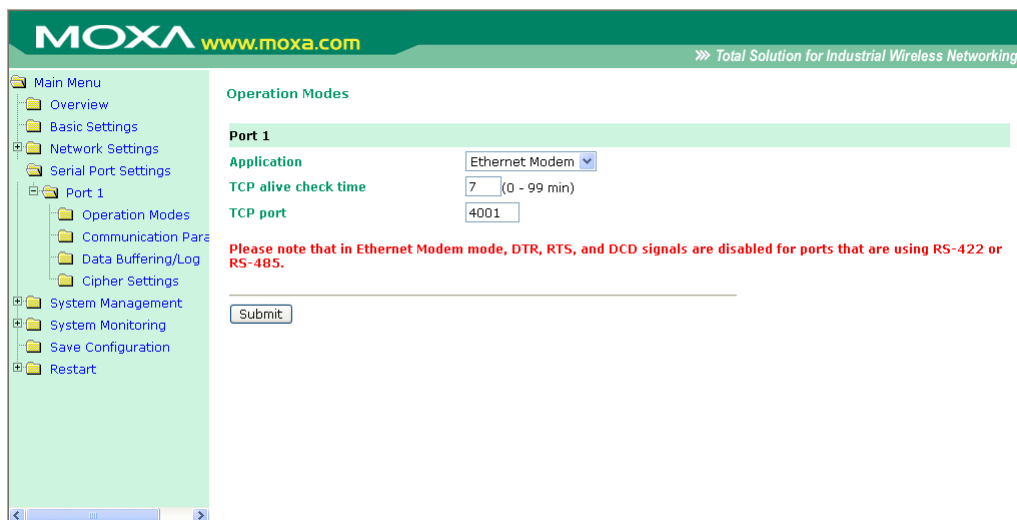 MOXA www.moxa.com
Total Solution for Industrial Wireless Networking
Main Menu
Overview
Basic Settings
Network Settings
Serial Port Settings
Port 1
Operation Modes
Communication Para
Data Buffering/Log
Cipher Settings
System Management
System Monitoring
Save Configuration
Restart
Operation Modes
Port 1
Application Ethernet Modem
TCP alive check time 7 (0 - 99 min)
TCP port 4001
Please note that in Ethernet Modem mode, DTR, RTS, and DCD signals are disabled for ports that are using RS-422 or
RS-485.
Submit